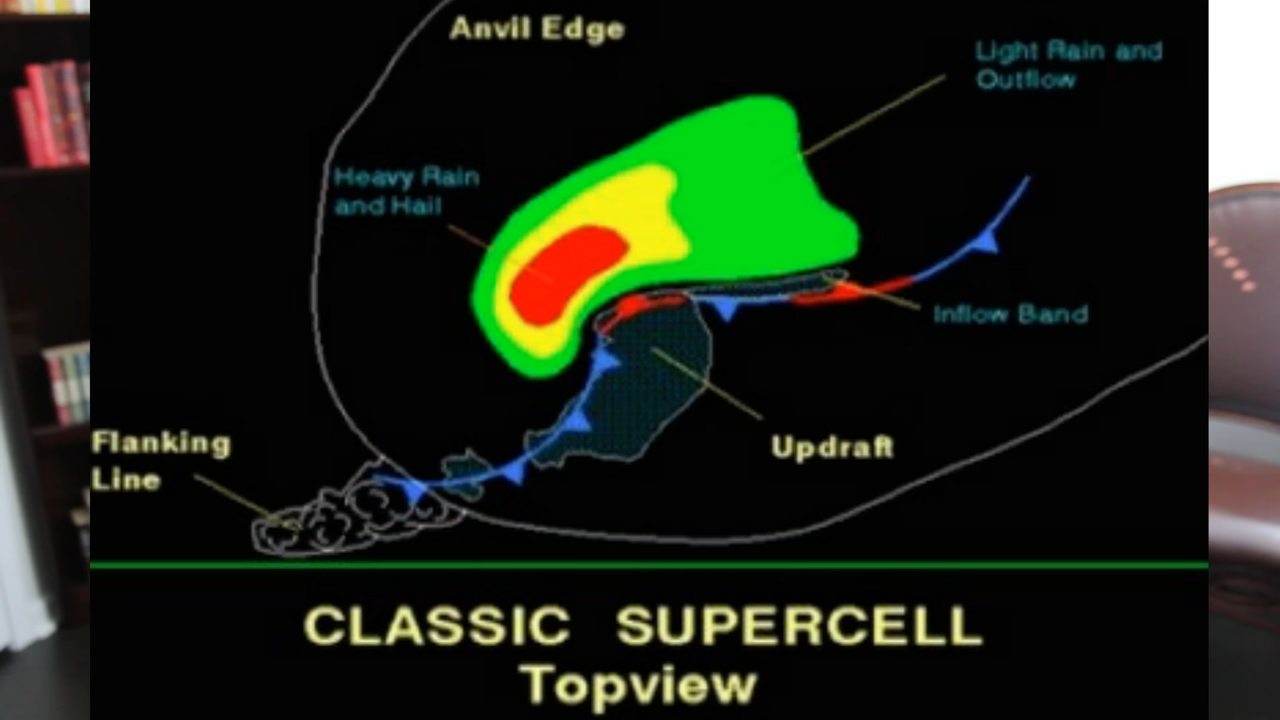 Anvil Edge
Light Rain and
Outflow
Heavy Rain
and Hail
Inflow Band
Flanking
Line
Updraft
CLASSIC SUPERCELL
Topview